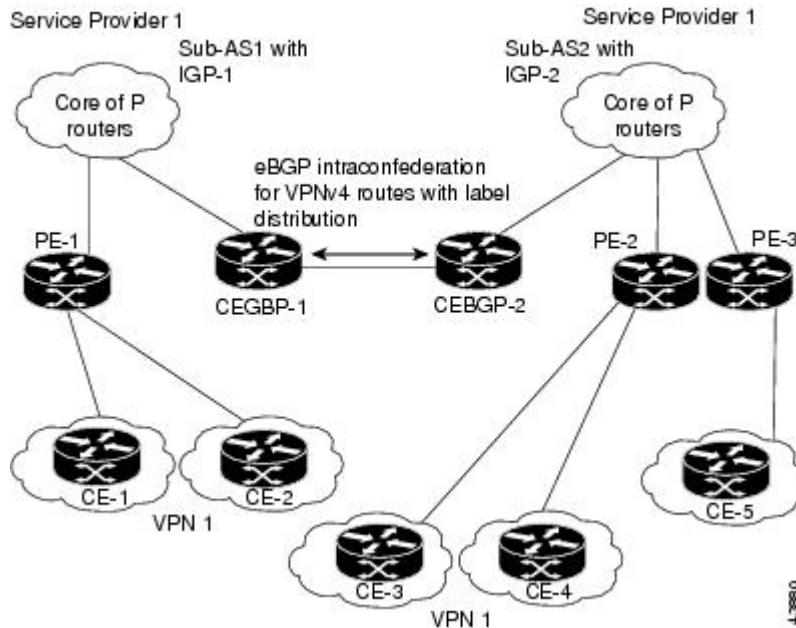 Service Provider 1
Service Provider 1
Sub-AS1 with
IGP-1
Sub-AS2 with
IGP-2
Core of P
routers
Core of P
routers
eBGP intraconfederation
for VPNv4 routes with label
distribution
PE-1
PE-2
PE-3
CEGBP-1
CEBGP-2
CE-1
CE-2
CE-5
VPN 1
CE-3
CE-4
VPN 1